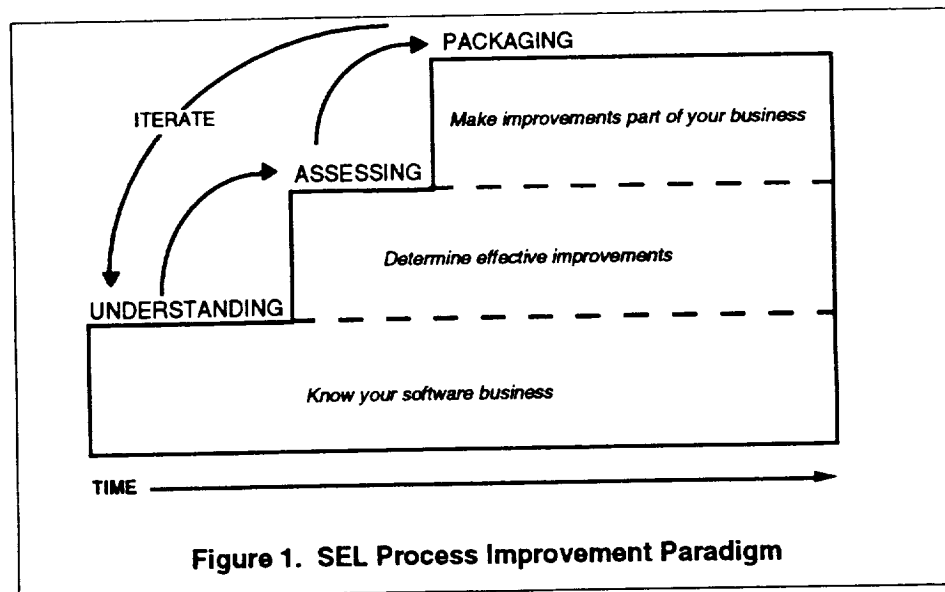 PACKAGING
Make improvements part of your business
ITERATE
ASSESSING
Determine effective improvements
UNDERSTANDING
Know your software business
TIME
Figure 1. SEL Process Improvement Paradigm